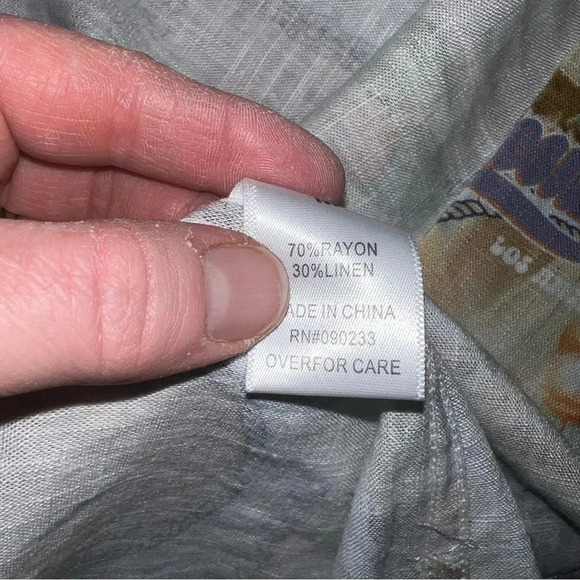 70%RAYON
30%LINEN
ADE IN CHINA
RN#090233
OVERFOR CARE